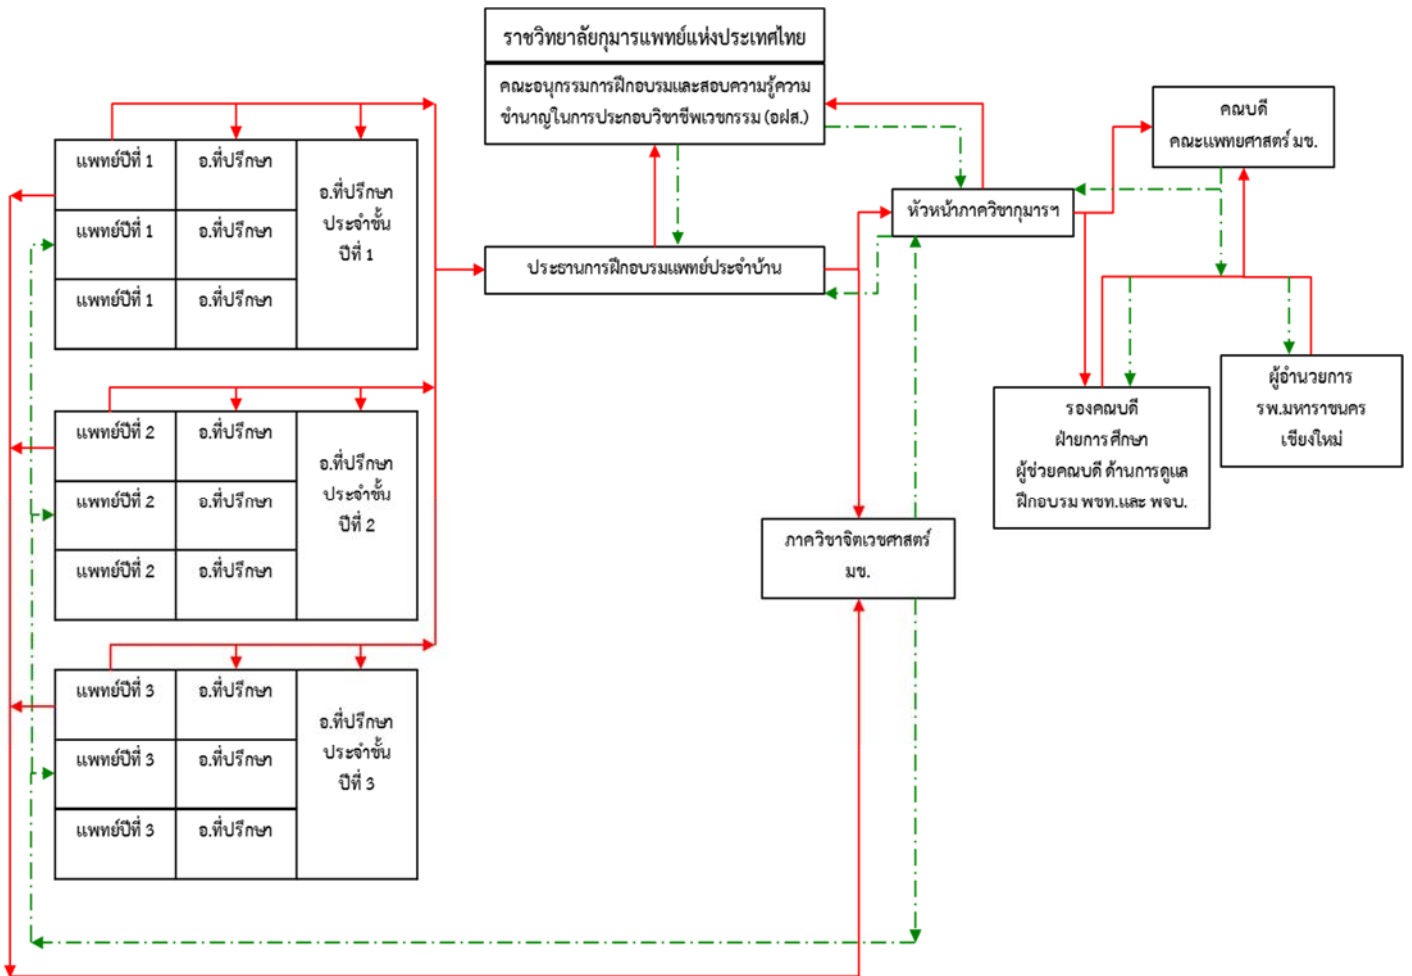 ราชวิทยาลัยกุมารแพทย์แห่งประเทศไทย
คณะอนุกรรมการฝึกอบรมและสอบความรู้ความ
ชำนาญในการประกอบวิชาชีพเวชกรรม (อฝส.)
คณบดี
คณะแพทยศาสตร์ มช.
หัวหน้าภาควิชากุมารฯ
ประธานการฝึกอบรมแพทย์ประจำบ้าน
แพทย์ปีที่ 1
อ.ที่ปรึกษา
อ.ที่ปรึกษา
ประจำชั้น
ปีที่ 1
แพทย์ปีที่ 1
อ.ที่ปรึกษา
แพทย์ปีที่ 1
อ.ที่ปรึกษา
ผู้อำนวยการ
รพ.มหาราชนคร
เชียงใหม่
รองคณบดี
ฝ่ายการศึกษา
ผู้ช่วยคณบดี ด้านการดูแล
ฝึกอบรม พชท.และ พจบ.
แพทย์ปีที่ 2
อ.ที่ปรึกษา
อ.ที่ปรึกษา
ประจำชั้น
ปีที่ 2
แพทย์ปีที่ 2
อ.ที่ปรึกษา
แพทย์ปีที่ 2
อ.ที่ปรึกษา
ภาควิชาจิตเวชศาสตร์
มช.
แพทย์ปีที่ 3
อ.ที่ปรึกษา
อ.ที่ปรึกษา
ประจำชั้น
ปีที่ 3
แพทย์ปีที่ 3
อ.ที่ปรึกษา
แพทย์ปีที่ 3
อ.ที่ปรึกษา